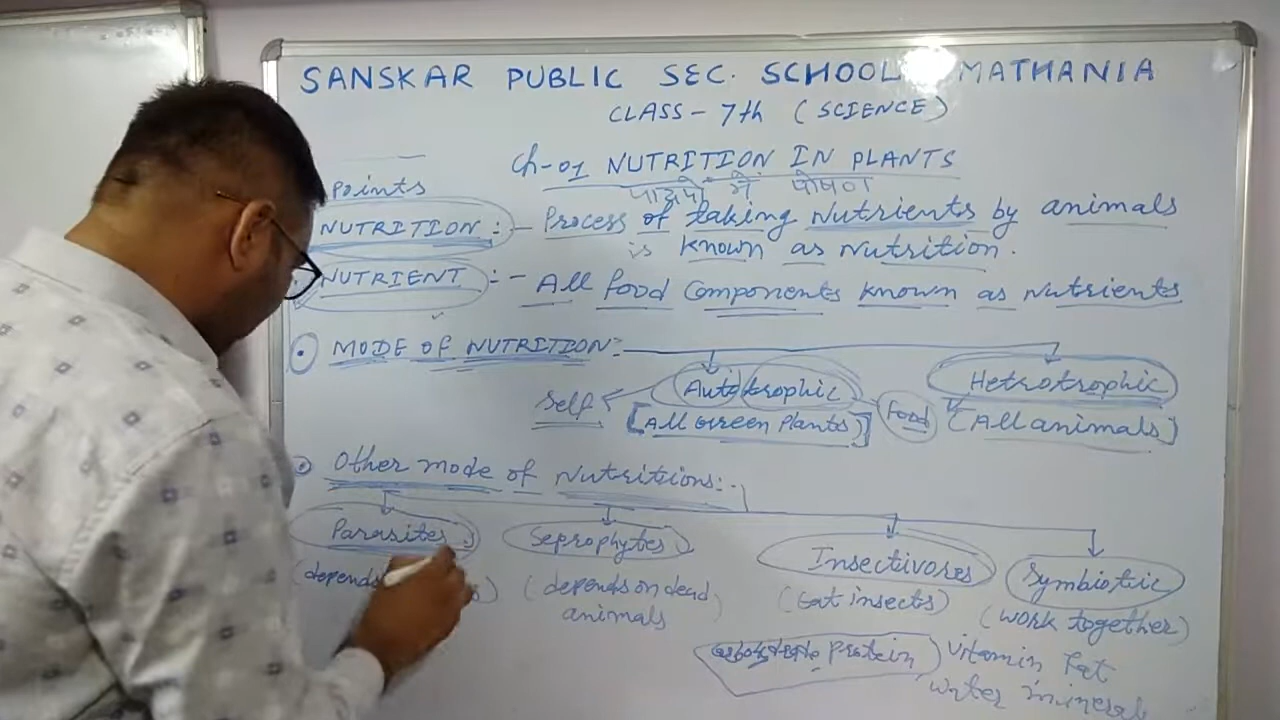 SANSKAR PUBLIC SEC. SCHOOL MATHANIA
CLASS - 7th (SCIENCE)
Ch-01 NUTRITION IN PLANTS
में पोषण
Points
NUTRITION :- Process of taking Nutrients by animals
is known as Nutrition.
NUTRIENT :- All food Components known as Nutrients
• MODE OF NUTRITION:-
Self Autotrophic Food Hetrotrophic
[All Green Plants] [All animals]
• Other mode of Nutritions:-
Parasites Seprophytes Insectivores Symbiotic
(depends (depends on dead animals (Eat insects) (work together)
Protein, Vitamin Fat
water minerals